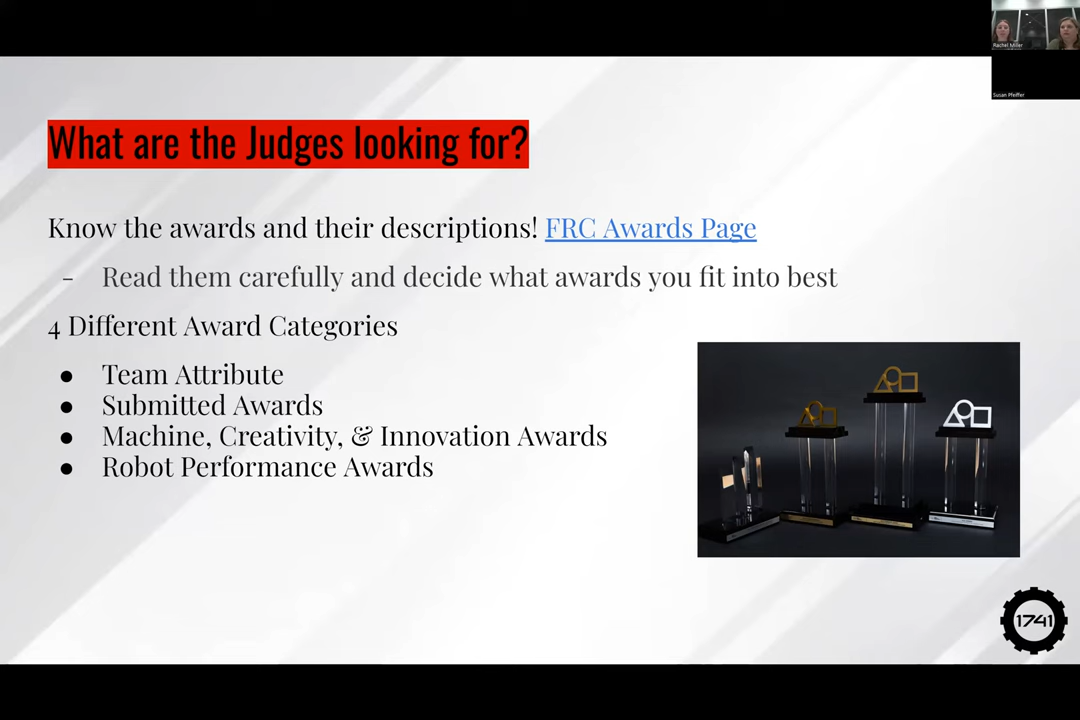 Rachel Miller
Susan Pfeiffer
What are the Judges looking for?
Know the awards and their descriptions! FRC Awards Page
- Read them carefully and decide what awards you fit into best
4 Different Award Categories
● Team Attribute
● Submitted Awards
● Machine, Creativity, & Innovation Awards
● Robot Performance Awards
1741